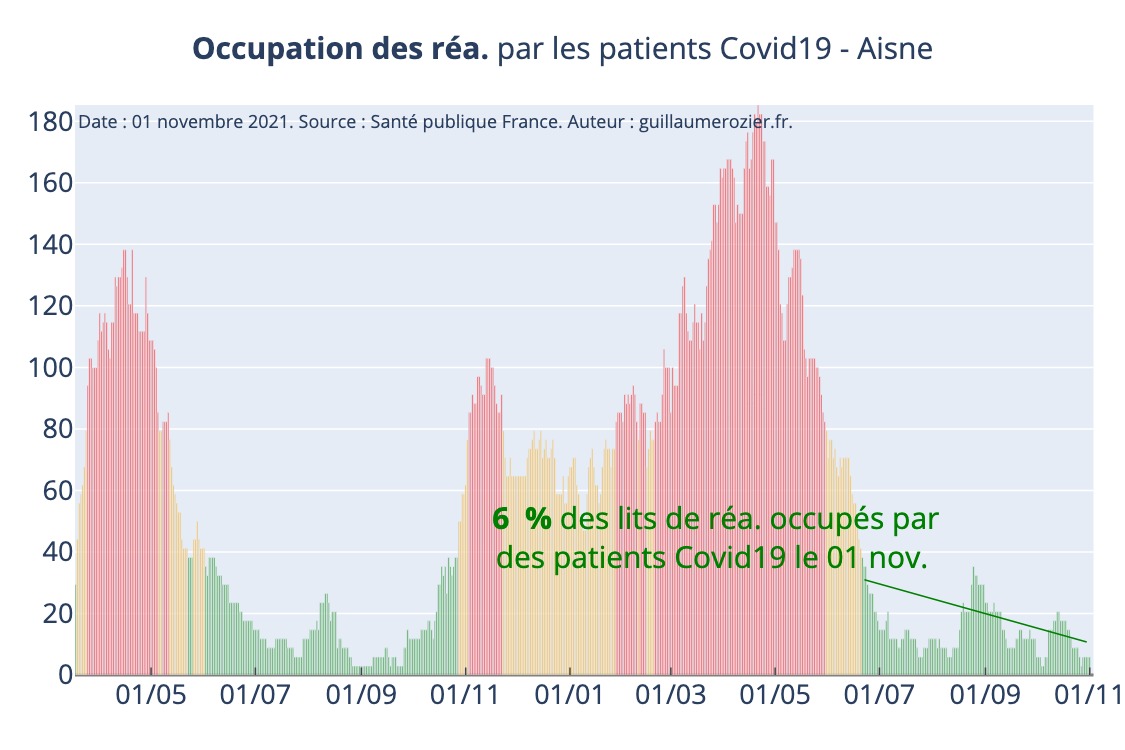 Occupation des réa. par les patients Covid19 - Aisne
Date : 01 novembre 2021. Source : Santé publique France. Auteur : guillaumerozier.fr.
180
160
140
120
100
80
60
40
20
0
6 % des lits de réa. occupés par
des patients Covid19 le 01 nov.
01/05 01/07 01/09 01/11 01/01 01/03 01/05 01/07 01/09 01/11